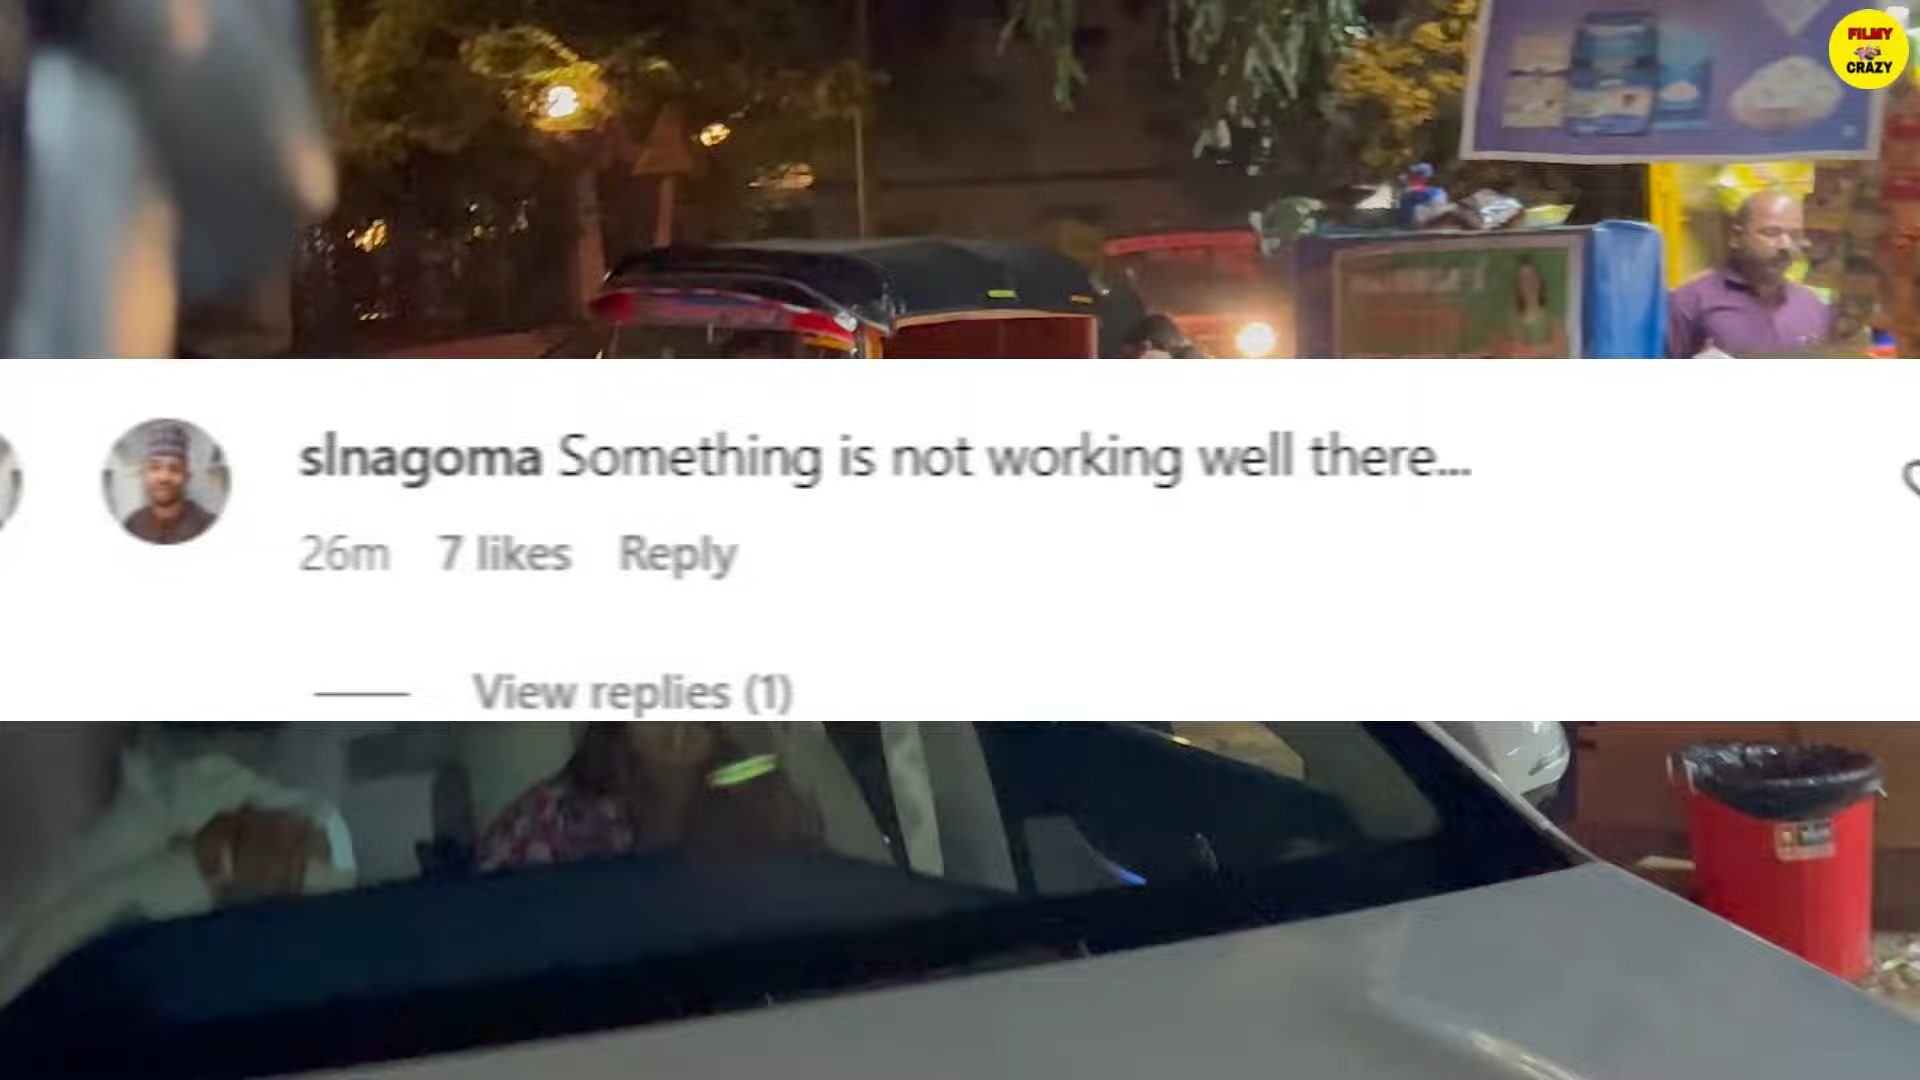 FILMY
CRAZY
slnagoma Something is not working well there...
26m 7 likes Reply
View replies (1)